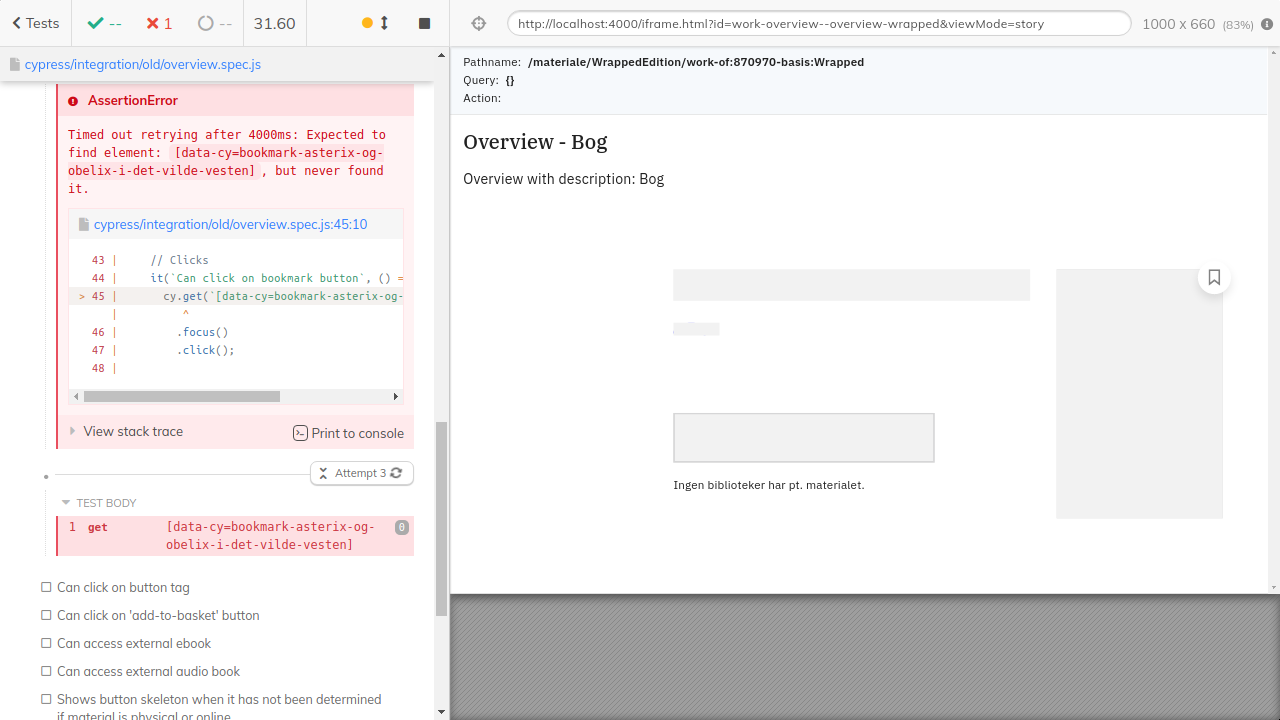 Tests
--
1
--
31.60
cypress/integration/old/overview.spec.js
AssertionError
Timed out retrying after 4000ms: Expected to
find element: [data-cy=bookmark-asterix-og-
obelix-i-det-vilde-vesten] , but never found
it.
cypress/integration/old/overview.spec.js:45:10
43 | // Clicks
44 | it(`Can click on bookmark button`, () =
> 45 | cy.get(`[data-cy=bookmark-asterix-og-
| ^
46 | .focus()
47 | .click();
48 |
View stack trace
Print to console
Attempt 3
TEST BODY
1 get [data-cy=bookmark-asterix-og-
obelix-i-det-vilde-vesten]
0
Can click on button tag
Can click on 'add-to-basket' button
Can access external ebook
Can access external audio book
Shows button skeleton when it has not been determined
if material is physical or online
http://localhost:4000/iframe.html?id=work-overview--overview-wrapped&viewMode=story
1000 x 660 (83%)
Pathname: /materiale/WrappedEdition/work-of:870970-basis:Wrapped
Query: {}
Action:
Overview - Bog
Overview with description: Bog
Ingen biblioteker har pt. materialet.